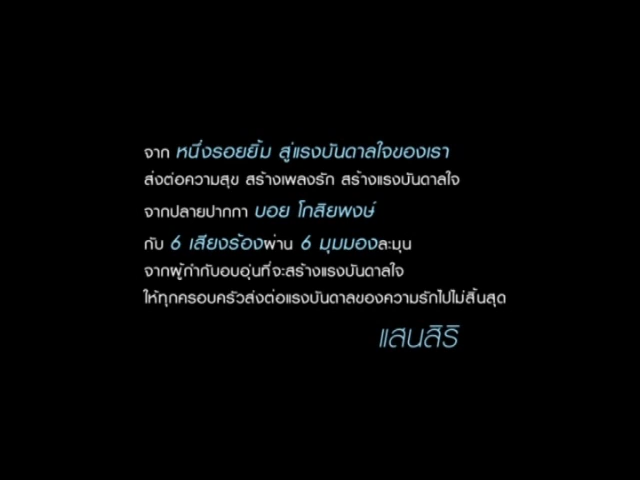 จาก หนึ่งรอยยิ้ม สู่แรงบันดาลใจของเรา
ส่งต่อความสุข สร้างเพลงรัก สร้างแรงบันดาลใจ
จากปลายปากกา บอย โกสิยพงษ์
กับ 6 เสียงร้องผ่าน 6 มุมมองละมุน
จากผู้กำกับอบอุ่นที่จะสร้างแรงบันดาลใจ
ให้ทุกครอบครัวส่งต่อแรงบันดาลของความรักไปไม่สิ้นสุด
แสนสิริ